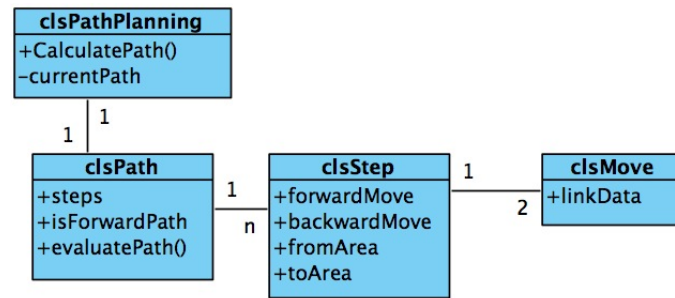 clsPathPlanning
+CalculatePath()
-currentPath
1
1
clsPath
+steps
+isForwardPath
+evaluatePath()
1
n
clsStep
+forwardMove
+backwardMove
+fromArea
+toArea
1
2
clsMove
+linkData